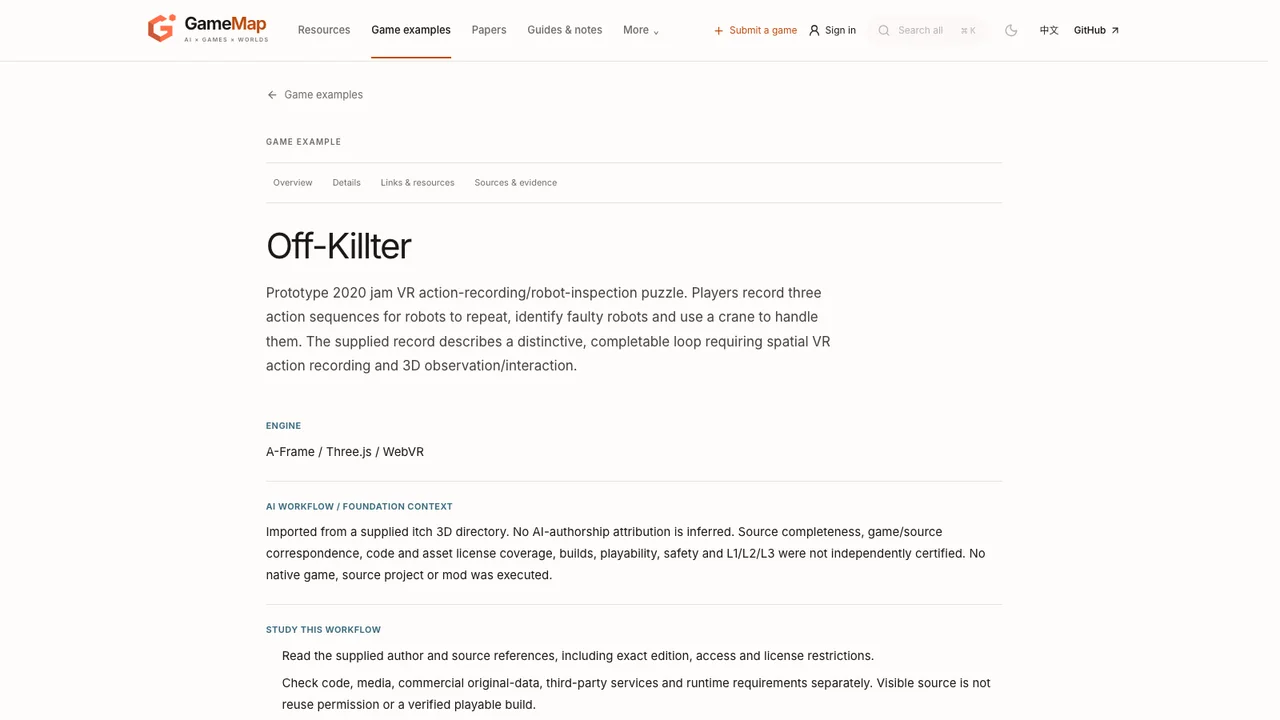 GameMap
AI × GAMES × WORLDS
Resources
Game examples
Papers
Guides & notes
More
Submit a game
Sign in
Search all
⌘ K
中文
GitHub ↗
← Game examples
GAME EXAMPLE
Overview
Details
Links & resources
Sources & evidence
Off-Killter
Prototype 2020 jam VR action-recording/robot-inspection puzzle. Players record three
action sequences for robots to repeat, identify faulty robots and use a crane to handle
them. The supplied record describes a distinctive, completable loop requiring spatial VR
action recording and 3D observation/interaction.
ENGINE
A-Frame / Three.js / WebVR
AI WORKFLOW / FOUNDATION CONTEXT
Imported from a supplied itch 3D directory. No AI-authorship attribution is inferred. Source completeness, game/source
correspondence, code and asset license coverage, builds, playability, safety and L1/L2/L3 were not independently certified. No
native game, source project or mod was executed.
STUDY THIS WORKFLOW
Read the supplied author and source references, including exact edition, access and license restrictions.
Check code, media, commercial original-data, third-party services and runtime requirements separately. Visible source is not
reuse permission or a verified playable build.